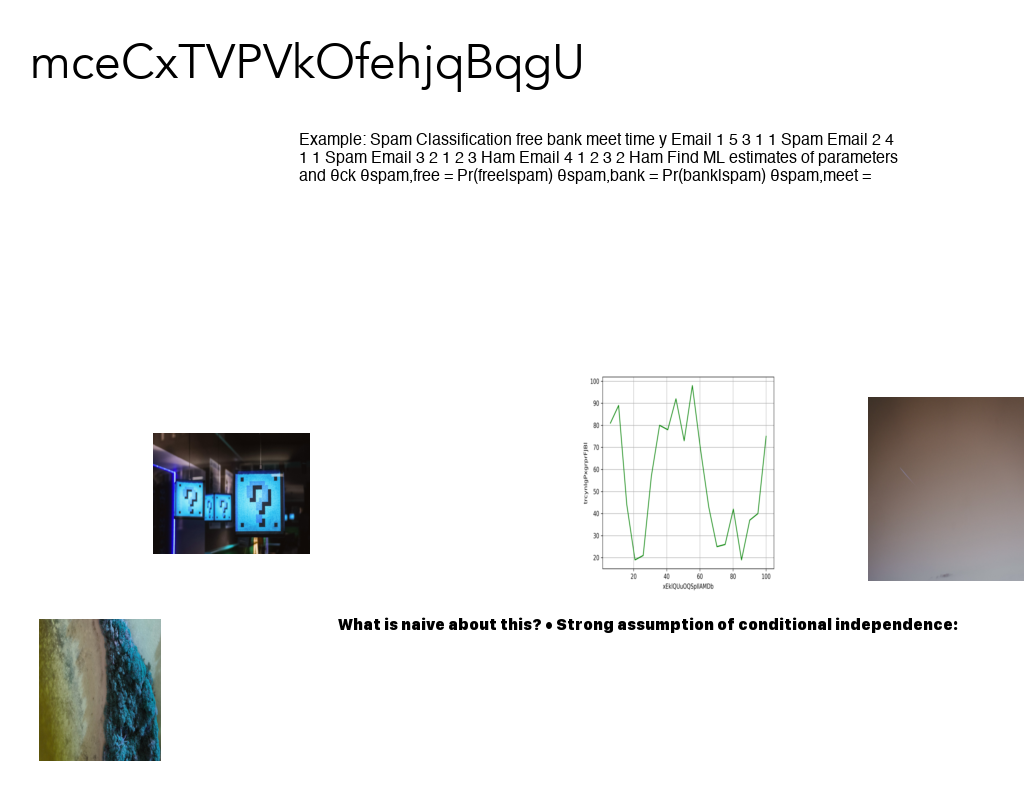 mceCxTVPVkOfehjqBqgU
Example: Spam Classification free bank meet time y Email 1 5 3 1 1 Spam Email 2 4
1 1 Spam Email 3 2 1 2 3 Ham Email 4 1 2 3 2 Ham Find ML estimates of parameters
and θck θspam,free = Pr(free|spam) θspam,bank = Pr(bank|spam) θspam,meet =
100
90
80
70
60
50
40
30
20
20 40 60 80 100
What is naive about this? • Strong assumption of conditional independence: